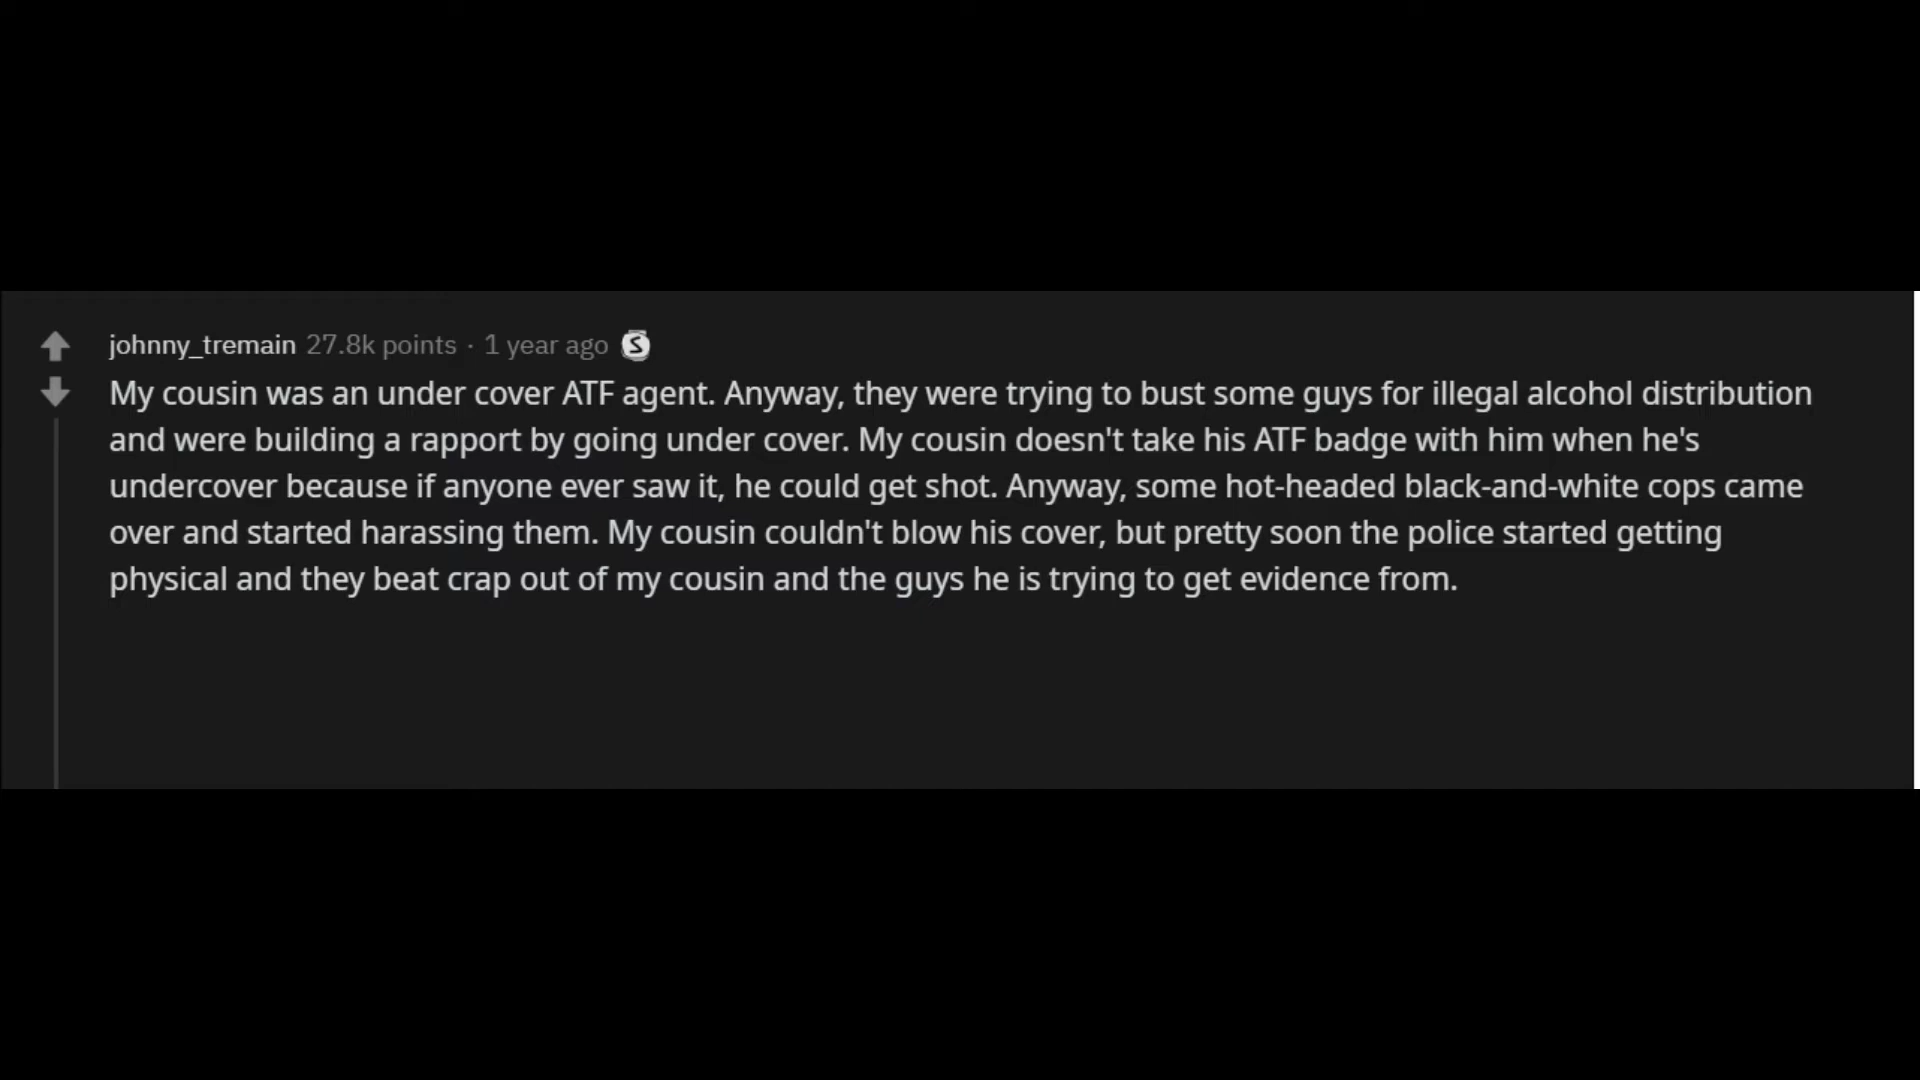 johnny_tremain 27.8k points · 1 year ago S
My cousin was an under cover ATF agent. Anyway, they were trying to bust some guys for illegal alcohol distribution
and were building a rapport by going under cover. My cousin doesn't take his ATF badge with him when he's
undercover because if anyone ever saw it, he could get shot. Anyway, some hot-headed black-and-white cops came
over and started harassing them. My cousin couldn't blow his cover, but pretty soon the police started getting
physical and they beat crap out of my cousin and the guys he is trying to get evidence from.